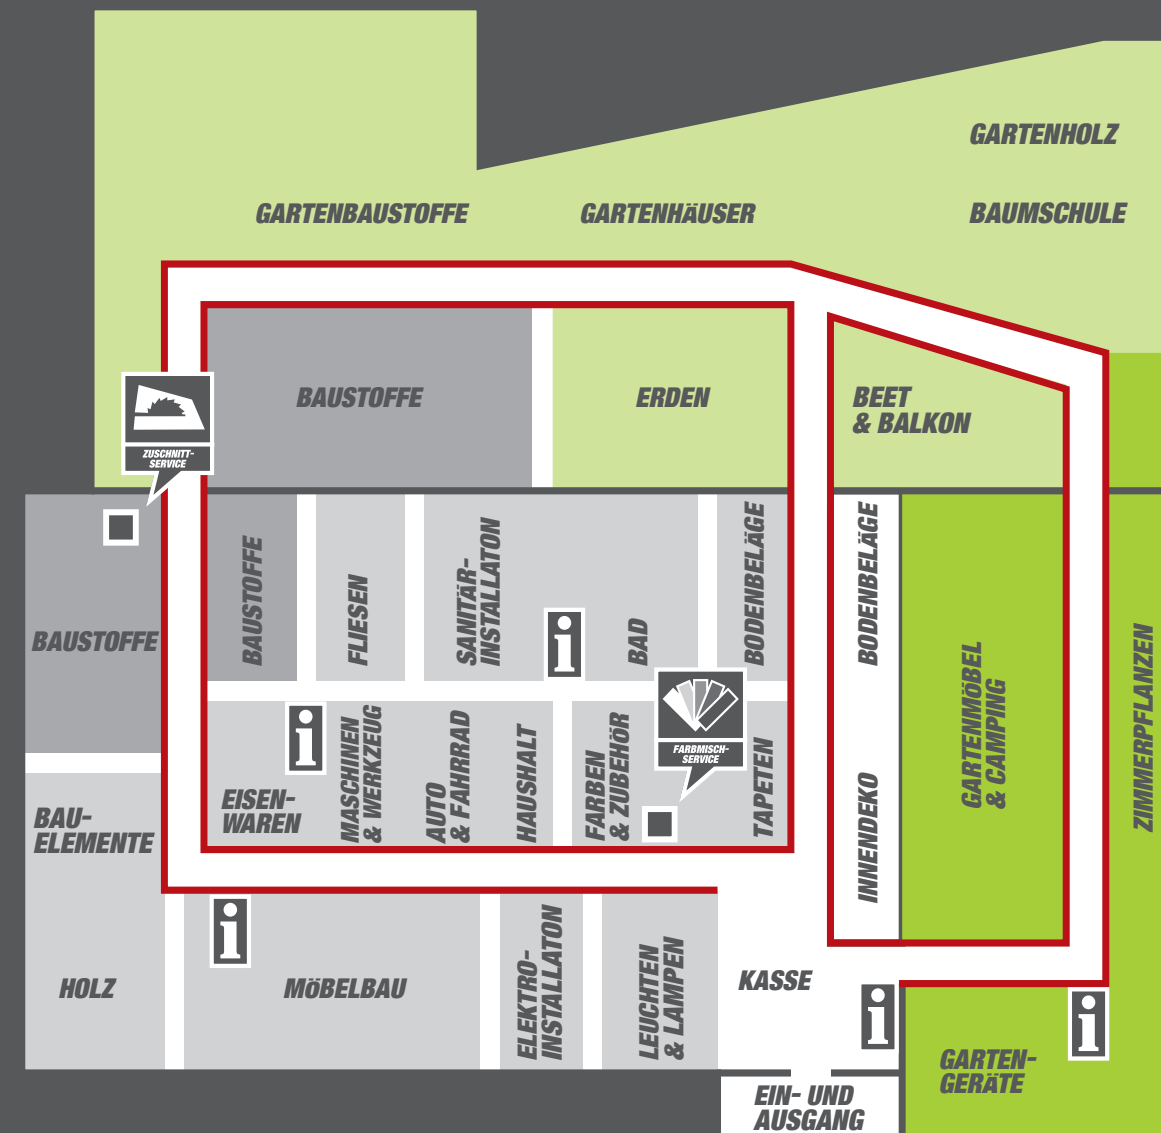 GARTENHOLZ
GARTENBAUSTOFFE
GARTENHÄUSER
BAUMSCHULE
BAUSTOFFE
ERDEN
BEET
& BALKON
ZUSCHNITT-
SERVICE
BAUSTOFFE
BAUSTOFFE
FLIESEN
SANITÄR-
INSTALLATON
i
BAD
BODENBELÄGE
BODENBELÄGE
GARTENMÖBEL
& CAMPING
ZIMMERPFLANZEN
i
EISEN-
WAREN
MASCHINEN
& WERKZEUG
AUTO
& FAHRRAD
HAUSHALT
FARBEN
& ZUBEHÖR
FARBMISCH-
SERVICE
TAPETEN
INNENDEKO
BAU-
ELEMENTE
HOLZ
i
MÖBELBAU
ELEKTRO-
INSTALLATON
LEUCHTEN
& LAMPEN
KASSE
i
i
GARTEN-
GERÄTE
EIN- UND
AUSGANG